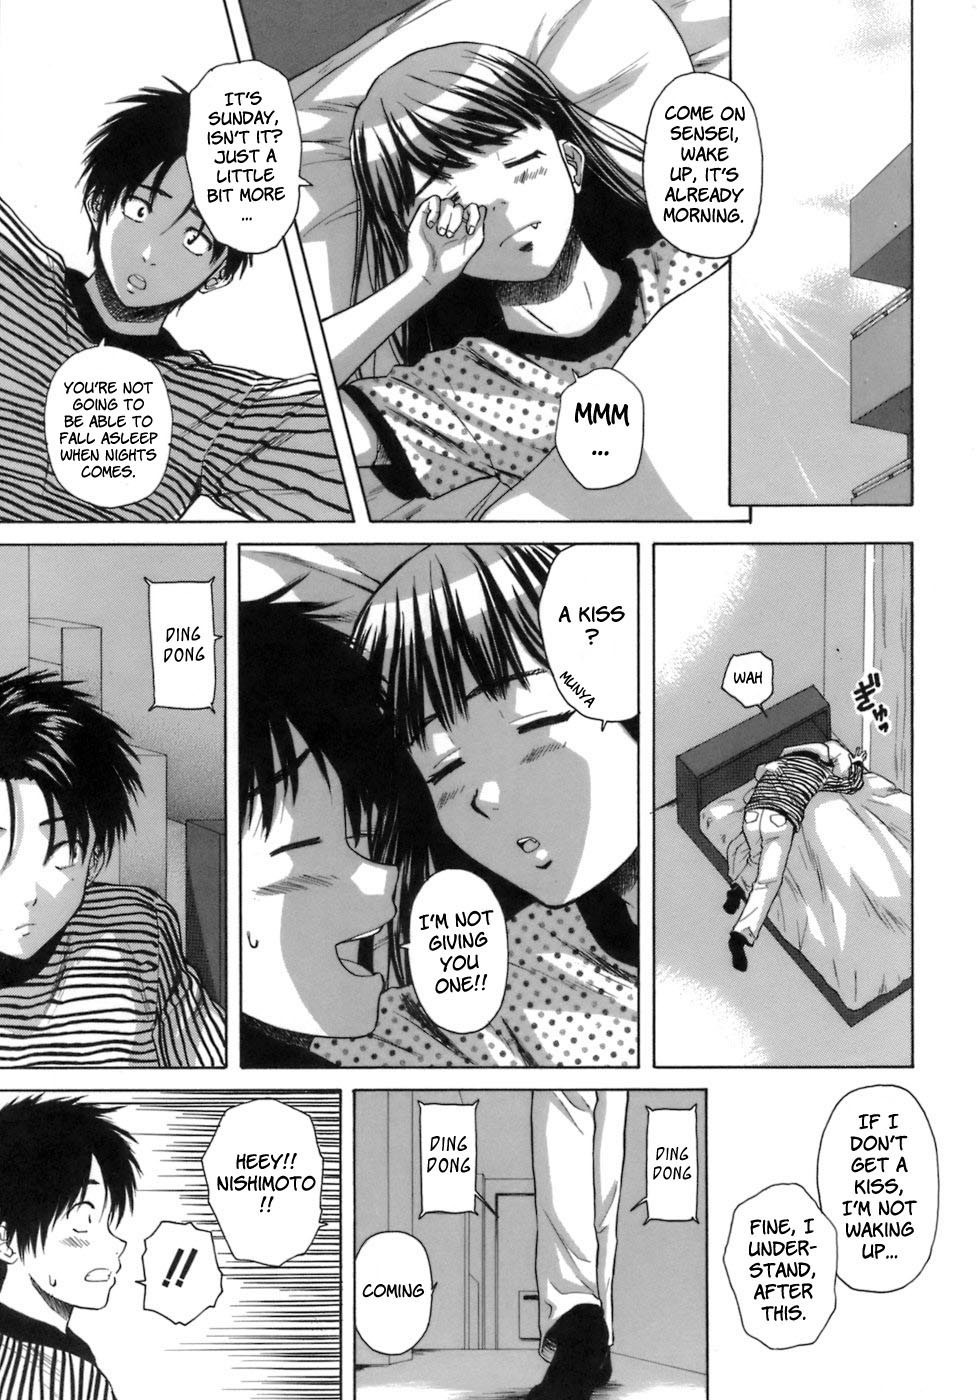 COME ON
SENSEI,
WAKE
UP, IT'S
ALREADY
MORNING.
MMM
...
IT'S
SUNDAY,
ISN'T IT?
JUST A
LITTLE
BIT MORE
...
YOU'RE NOT
GOING TO
BE ABLE TO
FALL ASLEEP
WHEN NIGHTS
COMES.
WAH
ぎゅっ
A KISS
?
MUNYA
I'M NOT
GIVING
YOU
ONE!!
DING
DONG
IF I
DON'T
GET A
KISS,
I'M NOT
WAKING
UP...
FINE, I
UNDER-
STAND,
AFTER
THIS.
DING
DONG
DING
DONG
COMING
HEEY!!
NISHIMOTO
!!
!!